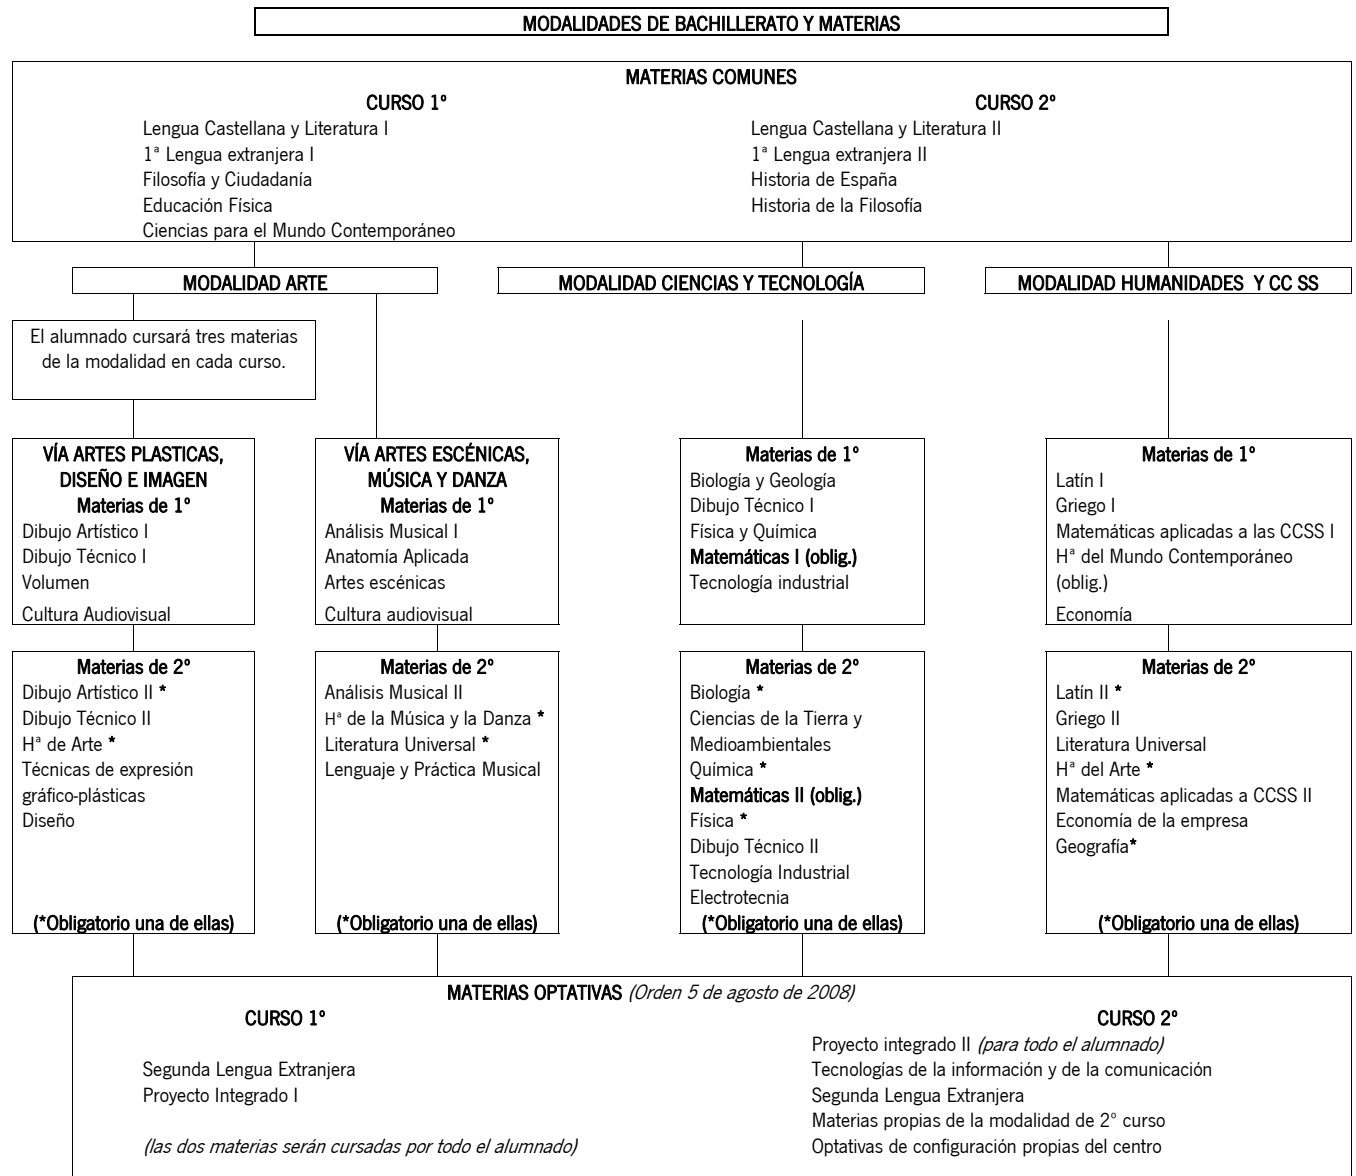 MODALIDADES DE BACHILLERATO Y MATERIAS
MATERIAS COMUNES
CURSO 1º
Lengua Castellana y Literatura I
1ª Lengua extranjera I
Filosofía y Ciudadanía
Educación Física
Ciencias para el Mundo Contemporáneo
CURSO 2º
Lengua Castellana y Literatura II
1ª Lengua extranjera II
Historia de España
Historia de la Filosofía
MODALIDAD ARTE
MODALIDAD CIENCIAS Y TECNOLOGÍA
MODALIDAD HUMANIDADES Y CC SS
El alumnado cursará tres materias
de la modalidad en cada curso.
VÍA ARTES PLASTICAS,
DISEÑO E IMAGEN
Materias de 1º
Dibujo Artístico I
Dibujo Técnico I
Volumen
Cultura Audiovisual
VÍA ARTES ESCÉNICAS,
MÚSICA Y DANZA
Materias de 1º
Análisis Musical I
Anatomía Aplicada
Artes escénicas
Cultura audiovisual
Materias de 1º
Biología y Geología
Dibujo Técnico I
Física y Química
Matemáticas I (oblig.)
Tecnología industrial
Materias de 1º
Latín I
Griego I
Matemáticas aplicadas a las CCSS I
Hª del Mundo Contemporáneo
(oblig.)
Economía
Materias de 2º
Dibujo Artístico II *
Dibujo Técnico II
Hª de Arte *
Técnicas de expresión
gráfico-plásticas
Diseño
(*Obligatorio una de ellas)
Materias de 2º
Análisis Musical II
Hª de la Música y la Danza *
Literatura Universal *
Lenguaje y Práctica Musical
(*Obligatorio una de ellas)
Materias de 2º
Biología *
Ciencias de la Tierra y
Medioambientales
Química *
Matemáticas II (oblig.)
Física *
Dibujo Técnico II
Tecnología Industrial
Electrotecnia
(*Obligatorio una de ellas)
Materias de 2º
Latín II *
Griego II
Literatura Universal
Hª del Arte *
Matemáticas aplicadas a CCSS II
Economía de la empresa
Geografía*
(*Obligatorio una de ellas)
MATERIAS OPTATIVAS (Orden 5 de agosto de 2008)
CURSO 1º
Segunda Lengua Extranjera
Proyecto Integrado I
(las dos materias serán cursadas por todo el alumnado)
CURSO 2º
Proyecto integrado II (para todo el alumnado)
Tecnologías de la información y de la comunicación
Segunda Lengua Extranjera
Materias propias de la modalidad de 2º curso
Optativas de configuración propias del centro